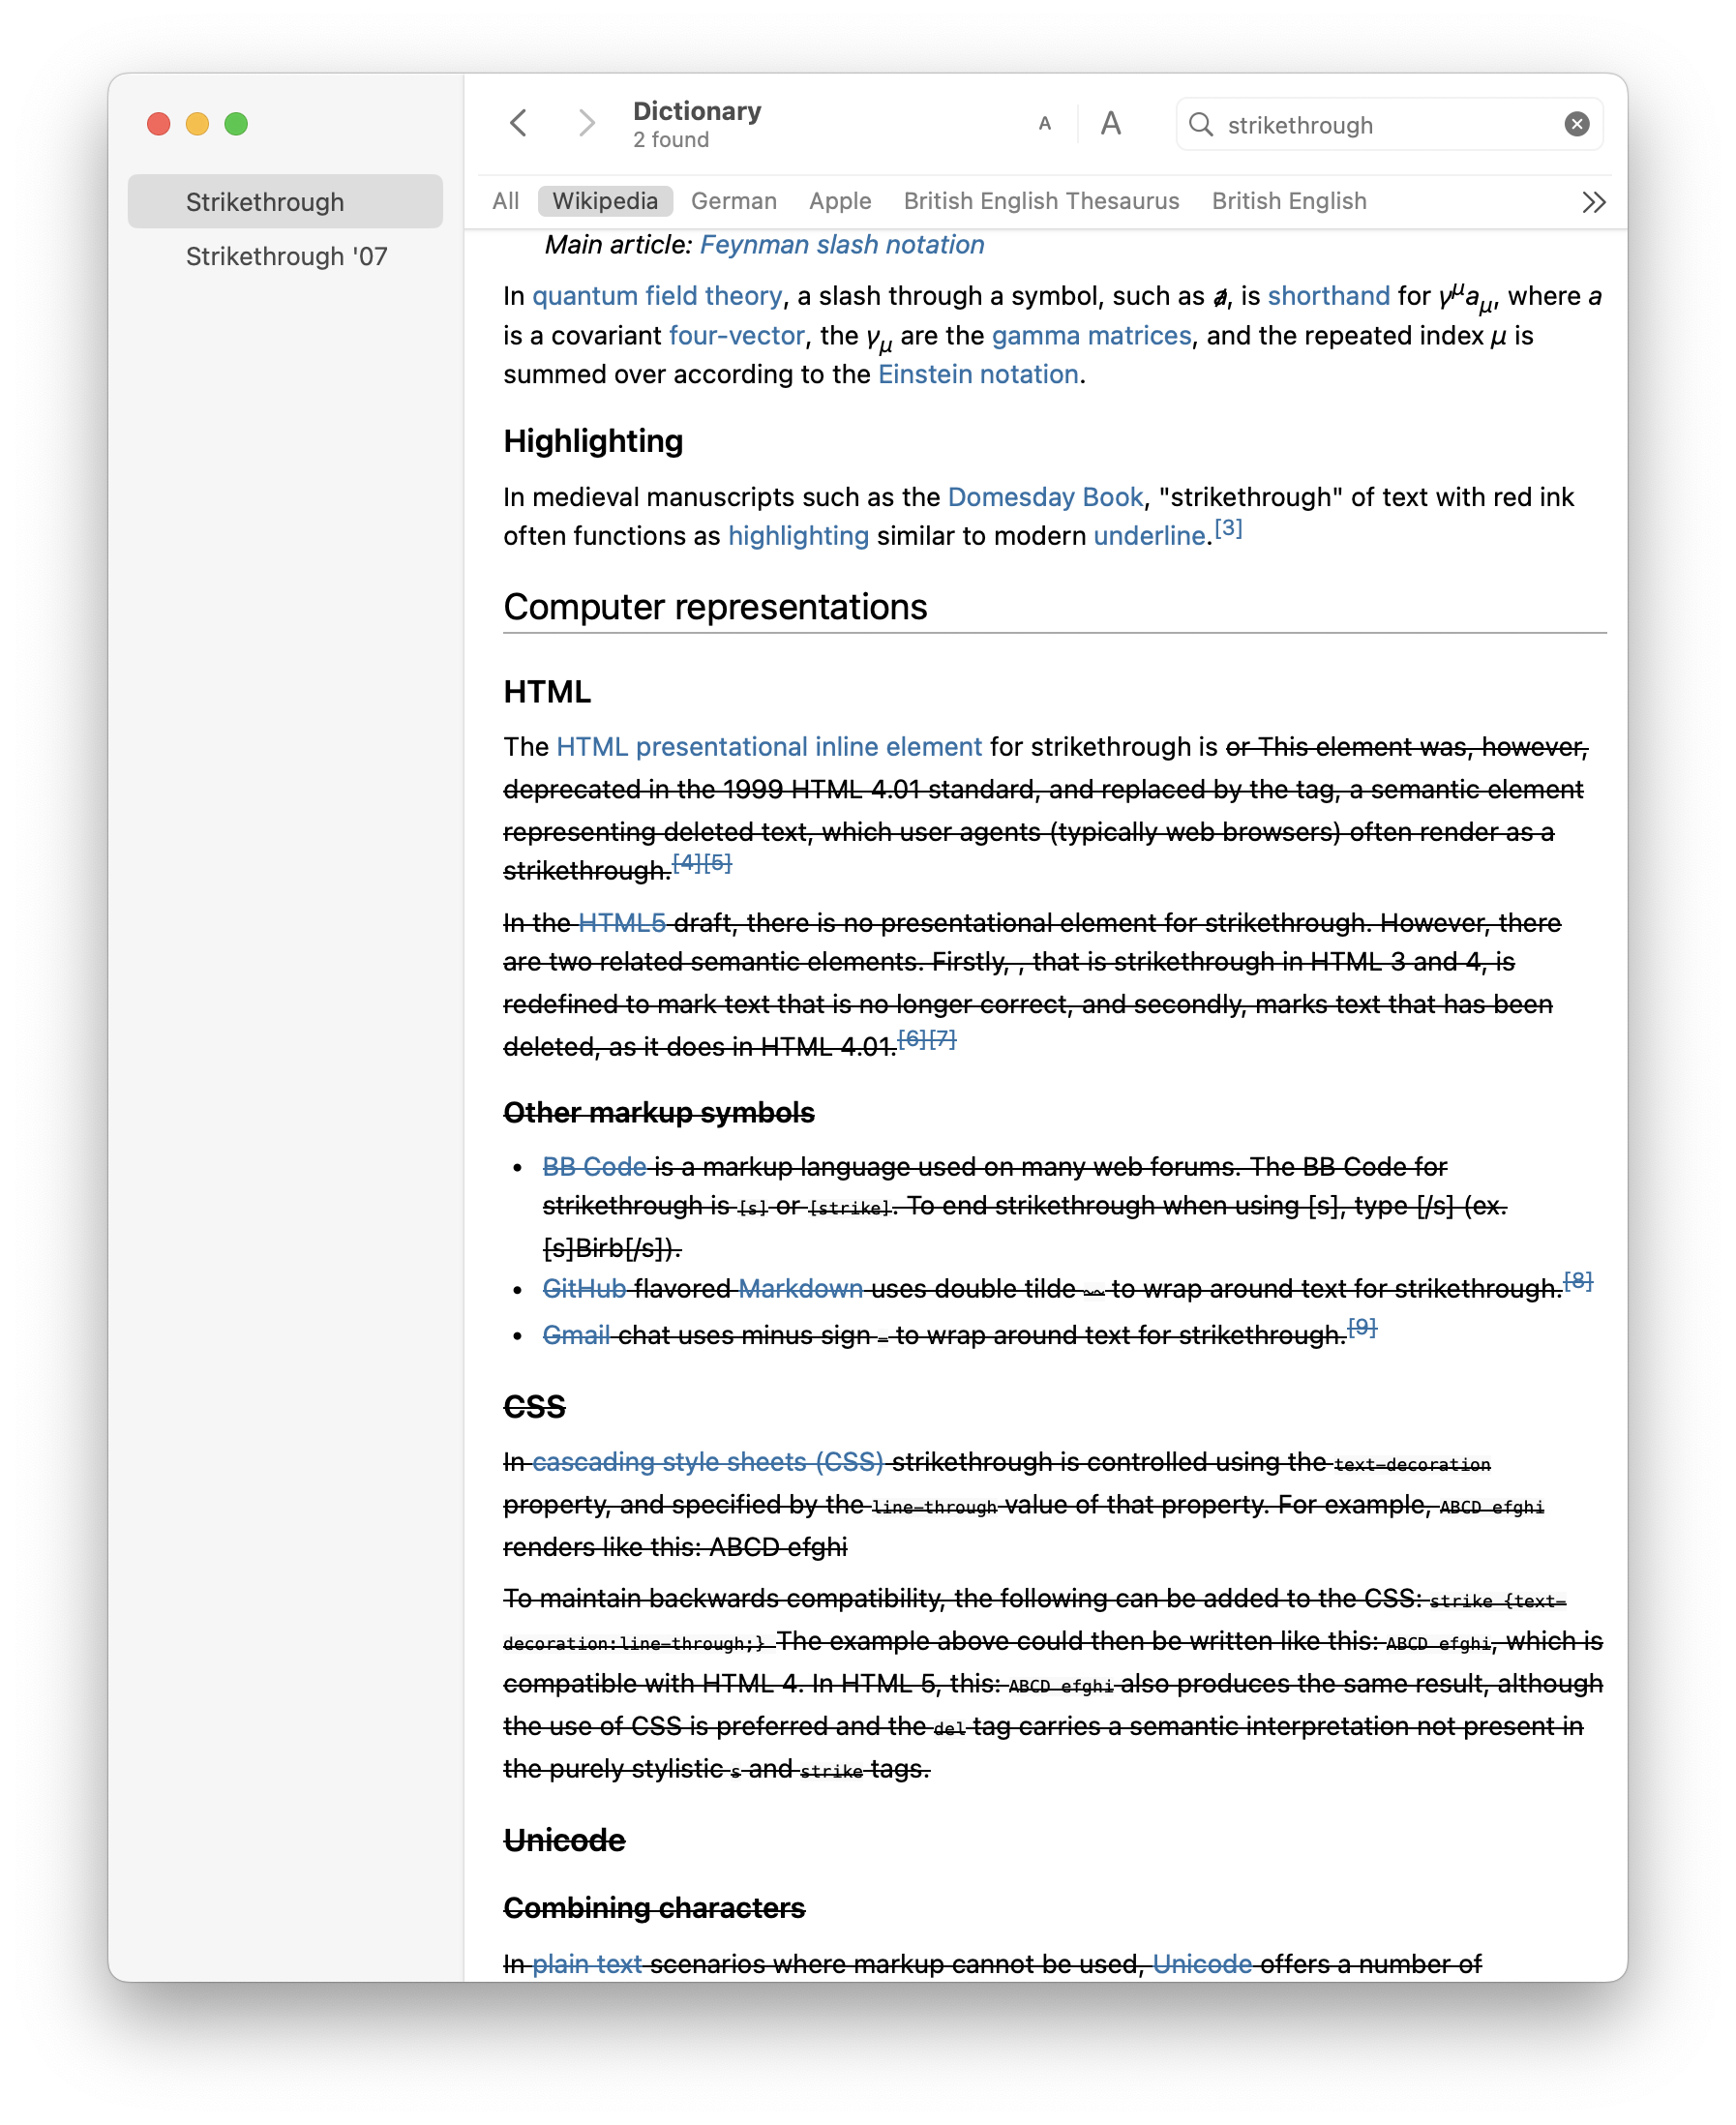 Dictionary
2 found
A A
strikethrough
Strikethrough
Strikethrough '07
All Wikipedia German Apple British English Thesaurus British English
Main article: Feynman slash notation
In quantum field theory, a slash through a symbol, such as a̸, is shorthand for γ^μa_μ, where a
is a covariant four-vector, the γ_μ are the gamma matrices, and the repeated index μ is
summed over according to the Einstein notation.
Highlighting
In medieval manuscripts such as the Domesday Book, "strikethrough" of text with red ink
often functions as highlighting similar to modern underline.[3]
Computer representations
HTML
The HTML presentational inline element for strikethrough is or This element was, however,
deprecated in the 1999 HTML 4.01 standard, and replaced by the tag, a semantic element
representing deleted text, which user agents (typically web browsers) often render as a
strikethrough.[4][5]
In the HTML5 draft, there is no presentational element for strikethrough. However, there
are two related semantic elements. Firstly, , that is strikethrough in HTML 3 and 4, is
redefined to mark text that is no longer correct, and secondly, marks text that has been
deleted, as it does in HTML 4.01.[6][7]
Other markup symbols
• BB Code is a markup language used on many web forums. The BB Code for
strikethrough is [s] or [strike]. To end strikethrough when using [s], type [/s] (ex.
[s]Birb[/s]).
• GitHub flavored Markdown uses double tilde ~~ to wrap around text for strikethrough.[8]
• Gmail chat uses minus sign - to wrap around text for strikethrough.[9]
CSS
In cascading style sheets (CSS) strikethrough is controlled using the text-decoration
property, and specified by the line-through value of that property. For example, ABCD efghi
renders like this: ABCD efghi
To maintain backwards compatibility, the following can be added to the CSS: strike {text-
decoration:line-through;} The example above could then be written like this: ABCD efghi, which is
compatible with HTML 4. In HTML 5, this: ABCD efghi also produces the same result, although
the use of CSS is preferred and the del tag carries a semantic interpretation not present in
the purely stylistic s and strike tags.
Unicode
Combining characters
In plain text scenarios where markup cannot be used, Unicode offers a number of